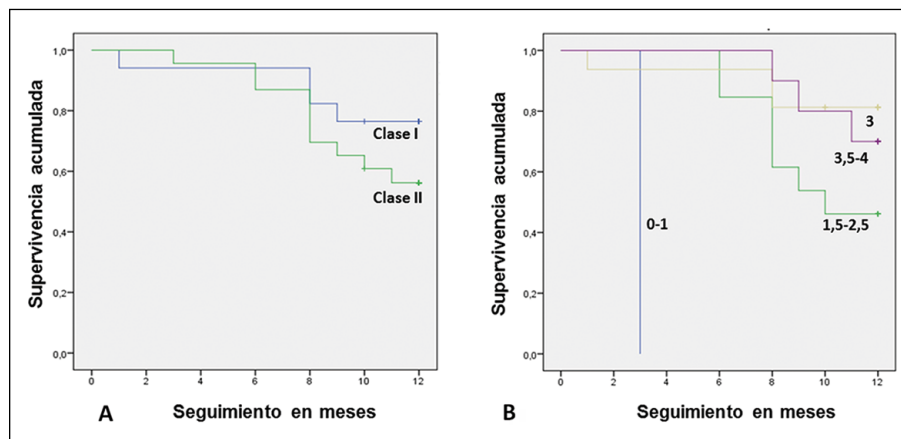 Supervivencia acumulada
1,0
0,8
0,6
0,4
0,2
0,0
Clase I
Clase II
0 2 4 6 8 10 12
A Seguimiento en meses
Supervivencia acumulada
1,0
0,8
0,6
0,4
0,2
0,0
3
3,5-4
0-1
1,5-2,5
0 2 4 6 8 10 12
B Seguimiento en meses